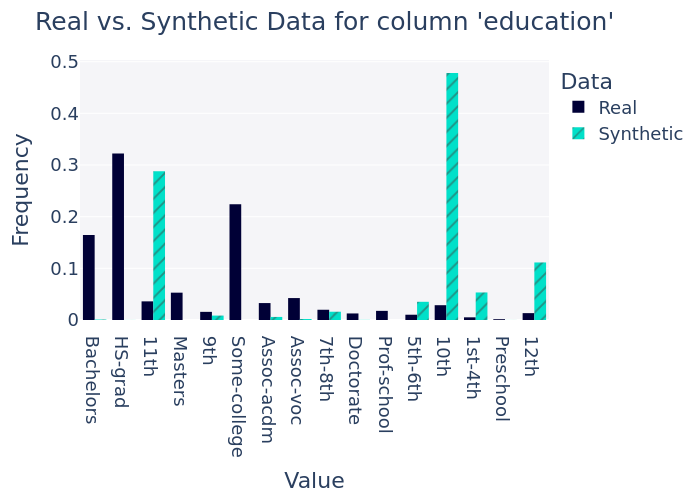 Real vs. Synthetic Data for column 'education'
0.5
0.4
0.3
0.2
0.1
0
Frequency
Data
Real
Synthetic
Bachelors
HS-grad
11th
Masters
9th
Some-college
Assoc-acdm
Assoc-voc
7th-8th
Doctorate
Prof-school
5th-6th
10th
1st-4th
Preschool
12th
Value